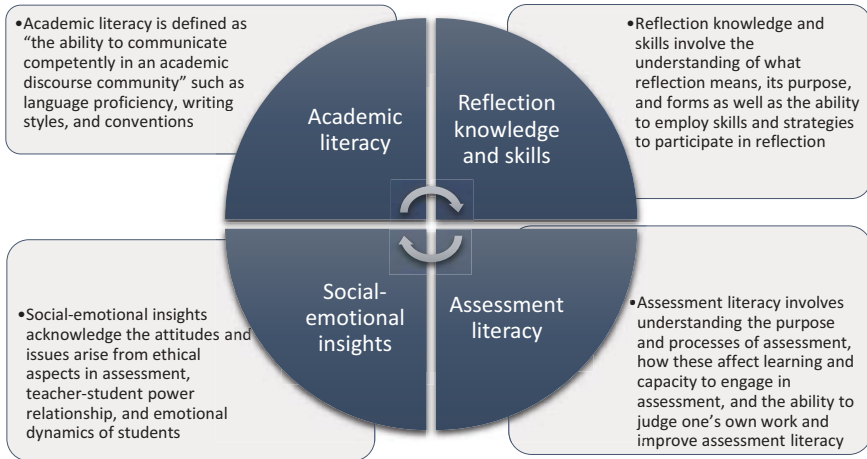 •Academic literacy is defined as
“the ability to communicate
competently in an academic
discourse community” such as
language proficiency, writing
styles, and conventions
Academic
literacy
Reflection
knowledge
and skills
•Reflection knowledge and
skills involve the
understanding of what
reflection means, its purpose,
and forms as well as the ability
to employ skills and strategies
to participate in reflection
•Social-emotional insights
acknowledge the attitudes and
issues arise from ethical
aspects in assessment,
teacher-student power
relationship, and emotional
dynamics of students
Social-
emotional
insights
Assessment
literacy
•Assessment literacy involves
understanding the purpose
and processes of assessment,
how these affect learning and
capacity to engage in
assessment, and the ability to
judge one’s own work and
improve assessment literacy